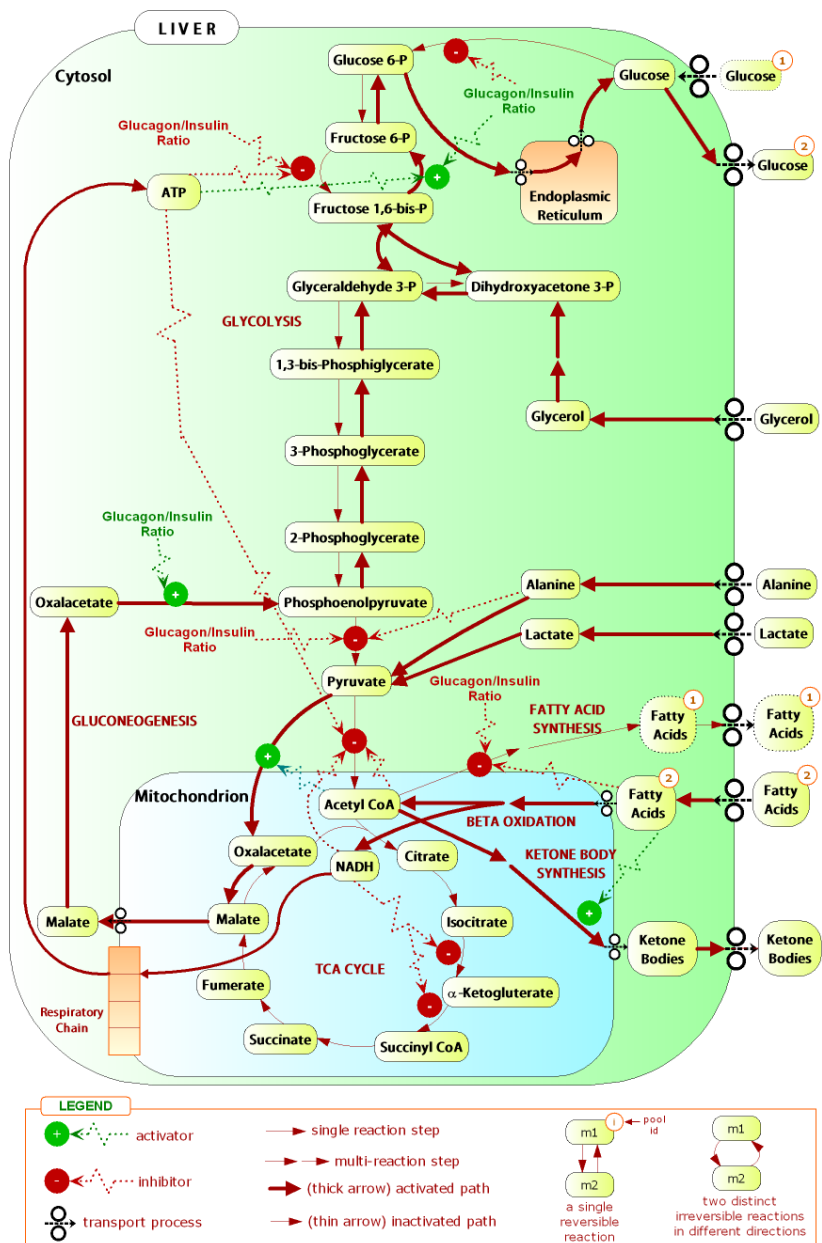 LIVER
Cytosol
Glucose 6-P
-
Glucose
Glucose
1
Glucagon/Insulin
Ratio
Glucagon/Insulin
Ratio
Fructose 6-P
Glucose
2
-
+
ATP
Endoplasmic
Reticulum
Fructose 1,6-bis-P
Glyceraldehyde 3-P
Dihydroxyacetone 3-P
GLYCOLYSIS
1,3-bis-Phosphiglycerate
Glycerol
Glycerol
3-Phosphoglycerate
Glucagon/Insulin
Ratio
2-Phosphoglycerate
Alanine
Alanine
Oxalacetate
+
Phosphoenolpyruvate
Glucagon/Insulin
Ratio
-
Lactate
Lactate
Pyruvate
Glucagon/Insulin
Ratio
GLUCONEOGENESIS
FATTY ACID
SYNTHESIS
1
Fatty
Acids
1
Fatty
Acids
+
-
-
Mitochondrion
Acetyl CoA
2
Fatty
Acids
2
Fatty
Acids
BETA OXIDATION
Oxalacetate
NADH
Citrate
KETONE BODY
SYNTHESIS
+
Malate
Malate
Isocitrate
Ketone
Bodies
Ketone
Bodies
-
TCA CYCLE
Fumerate
α-Ketogluterate
-
Respiratory
Chain
Succinate
Succinyl CoA
LEGEND
+ activator
- inhibitor
transport process
single reaction step
multi-reaction step
(thick arrow) activated path
(thin arrow) inactivated path
m1
i
pool
id
m2
a single
reversible
reaction
m1
m2
two distinct
irreversible reactions
in different directions